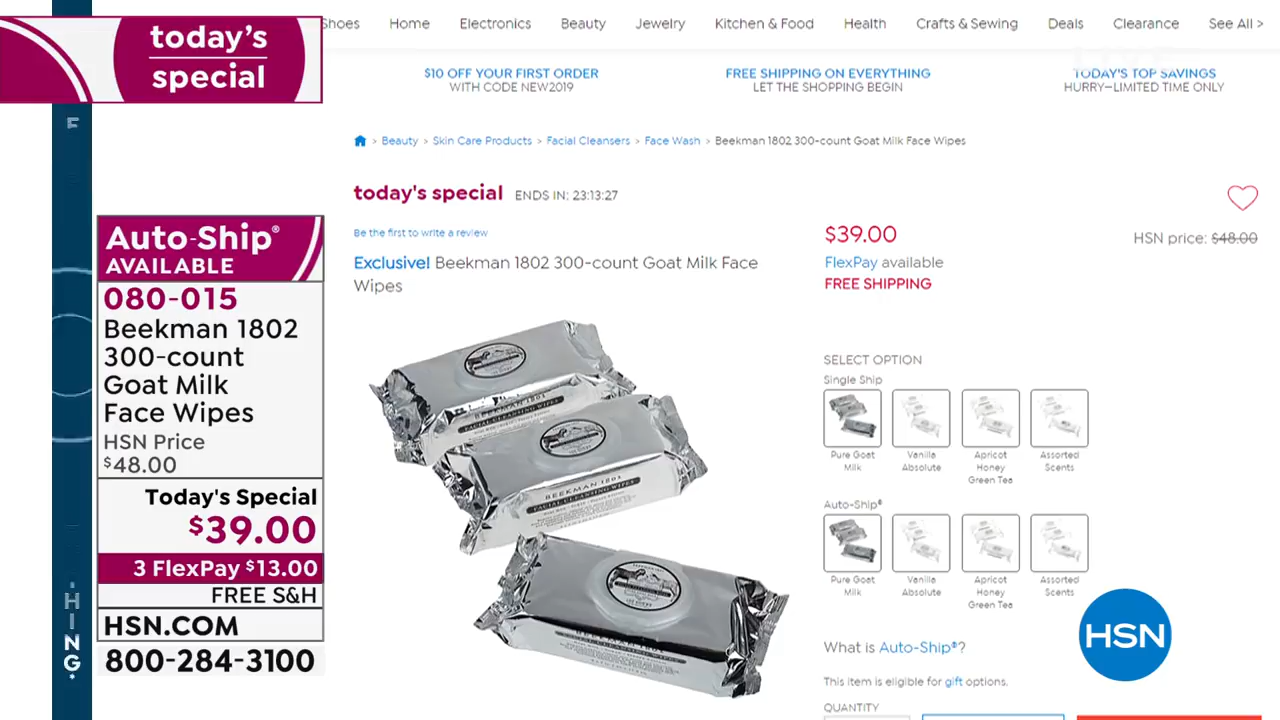 today's
special
Shoes Home Electronics Beauty Jewelry Kitchen & Food Health Crafts & Sewing Deals Clearance See All >
$10 OFF YOUR FIRST ORDER
WITH CODE NEW2019
FREE SHIPPING ON EVERYTHING
LET THE SHOPPING BEGIN
TODAY'S TOP SAVINGS
HURRY—LIMITED TIME ONLY
> Beauty > Skin Care Products > Facial Cleansers > Face Wash > Beekman 1802 300-count Goat Milk Face Wipes
today's special ENDS IN: 23:13:27
Be the first to write a review
Exclusive! Beekman 1802 300-count Goat Milk Face
Wipes
$39.00
HSN price: $48.00
FlexPay available
FREE SHIPPING
Auto-Ship®
AVAILABLE
080-015
Beekman 1802
300-count
Goat Milk
Face Wipes
HSN Price
$48.00
Today's Special
$39.00
3 FlexPay $13.00
FREE S&H
HSN.COM
800-284-3100
BEEKMAN 1802
FACIAL CLEANSING WIPES
BEEKMAN 1802
FACIAL CLEANSING WIPES
SELECT OPTION
Single Ship
Pure Goat
Milk
Vanilla
Absolute
Apricot
Honey
Green Tea
Assorted
Scents
Auto-Ship®
Pure Goat
Milk
Vanilla
Absolute
Apricot
Honey
Green Tea
Assorted
Scents
What is Auto-Ship®?
This item is eligible for gift options.
QUANTITY
HSN